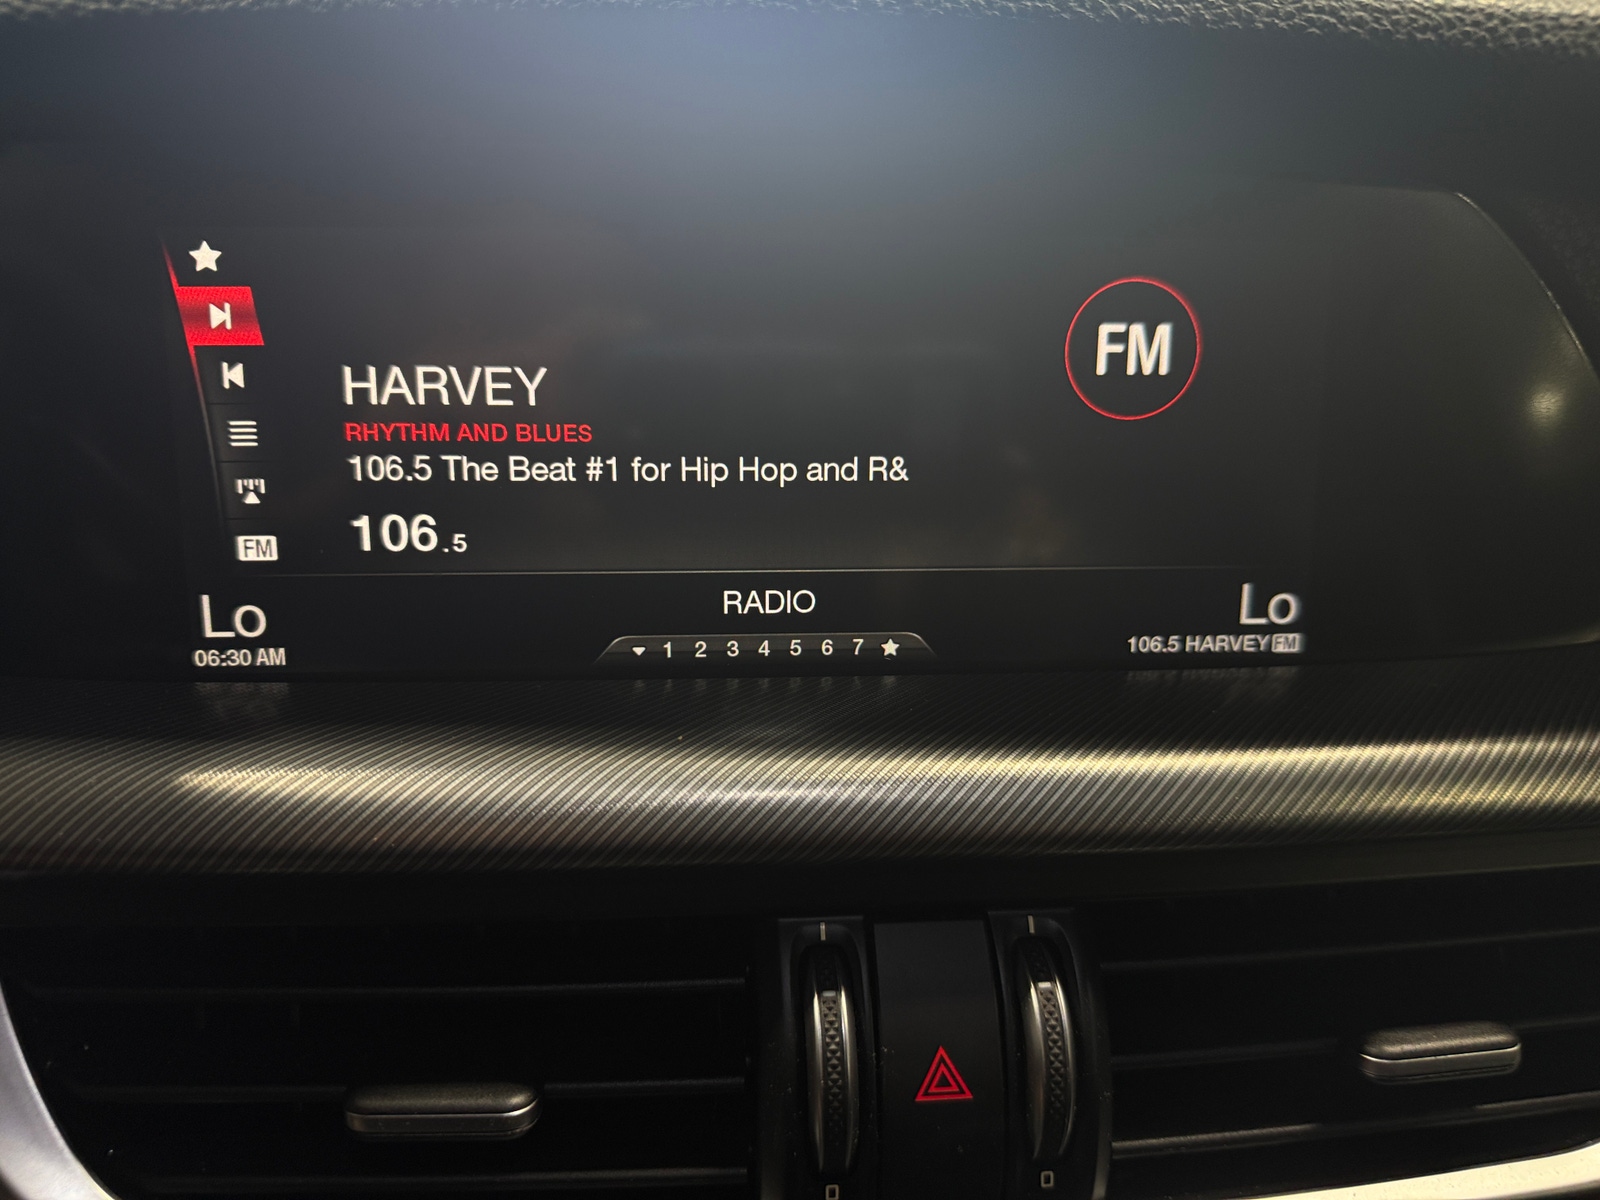 HARVEY
FM
RHYTHM AND BLUES
106.5 The Beat #1 for Hip Hop and R&
106.5
FM
Lo
RADIO
Lo
06:30 AM
1 2 3 4 5 6 7
106.5 HARVEY FM